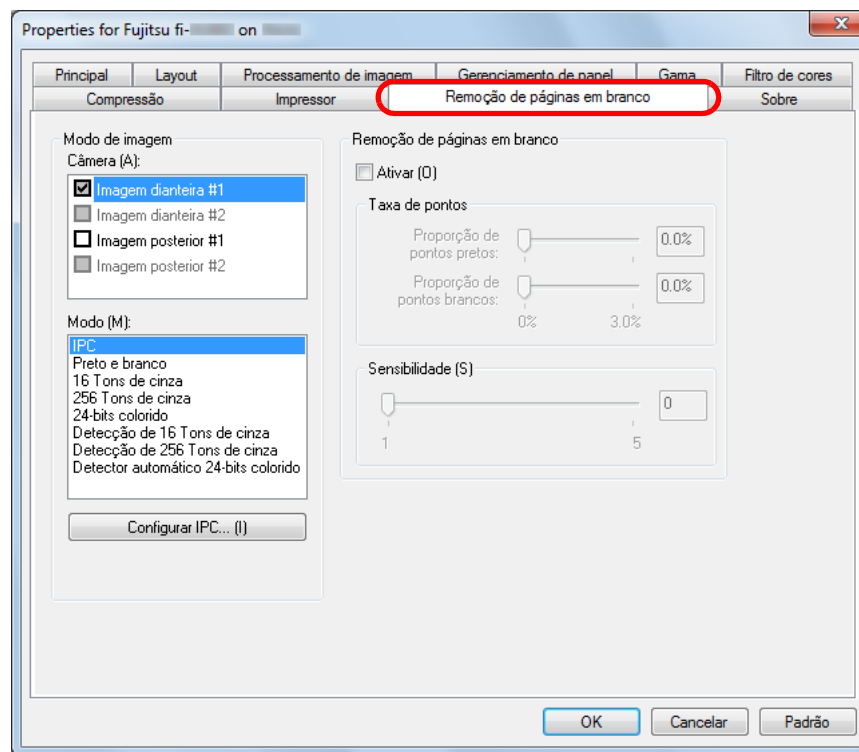 Properties for Fujitsu fi- on
Principal Layout Processamento de imagem Gerenciamento de papel Gama Filtro de cores
Compressão Impressor Remoção de páginas em branco Sobre
Modo de imagem
Câmera (A):
Imagem dianteira #1
Imagem dianteira #2
Imagem posterior #1
Imagem posterior #2
Modo (M):
IPC
Preto e branco
16 Tons de cinza
256 Tons de cinza
24-bits colorido
Detecção de 16 Tons de cinza
Detecção de 256 Tons de cinza
Detector automático 24-bits colorido
Configurar IPC... (I)
Remoção de páginas em branco
Ativar (O)
Taxa de pontos
Proporção de
pontos pretos:
0.0%
Proporção de
pontos brancos:
0.0%
0% 3.0%
Sensibilidade (S)
0
1 5
OK Cancelar Padrão